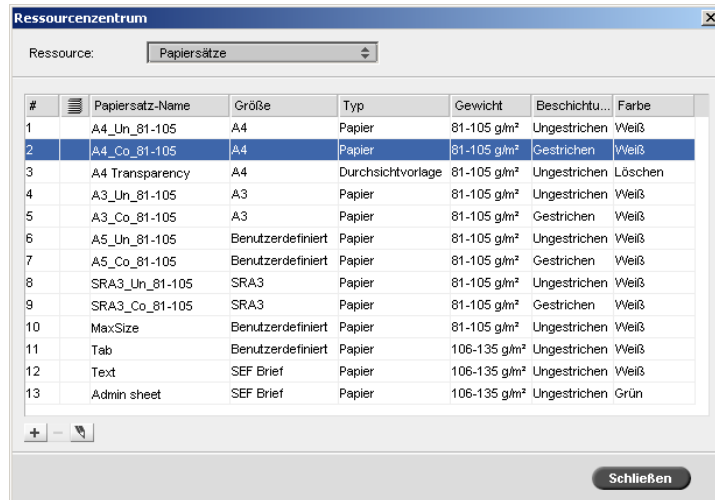 Ressourcenzentrum
Ressource: Papiersätze
# Papiersatz-Name Größe Typ Gewicht Beschichtu... Farbe
1 A4_Un_81-105 A4 Papier 81-105 g/m² Ungestrichen Weiß
2 A4_Co_81-105 A4 Papier 81-105 g/m² Gestrichen Weiß
3 A4 Transparency A4 Durchsichtvorlage 81-105 g/m² Ungestrichen Löschen
4 A3_Un_81-105 A3 Papier 81-105 g/m² Ungestrichen Weiß
5 A3_Co_81-105 A3 Papier 81-105 g/m² Gestrichen Weiß
6 A5_Un_81-105 Benutzerdefiniert Papier 81-105 g/m² Ungestrichen Weiß
7 A5_Co_81-105 Benutzerdefiniert Papier 81-105 g/m² Gestrichen Weiß
8 SRA3_Un_81-105 SRA3 Papier 81-105 g/m² Ungestrichen Weiß
9 SRA3_Co_81-105 SRA3 Papier 81-105 g/m² Gestrichen Weiß
10 MaxSize Benutzerdefiniert Papier 81-105 g/m² Ungestrichen Weiß
11 Tab Benutzerdefiniert Papier 106-135 g/m² Ungestrichen Weiß
12 Text SEF Brief Papier 106-135 g/m² Ungestrichen Weiß
13 Admin sheet SEF Brief Papier 106-135 g/m² Ungestrichen Grün
Schließen